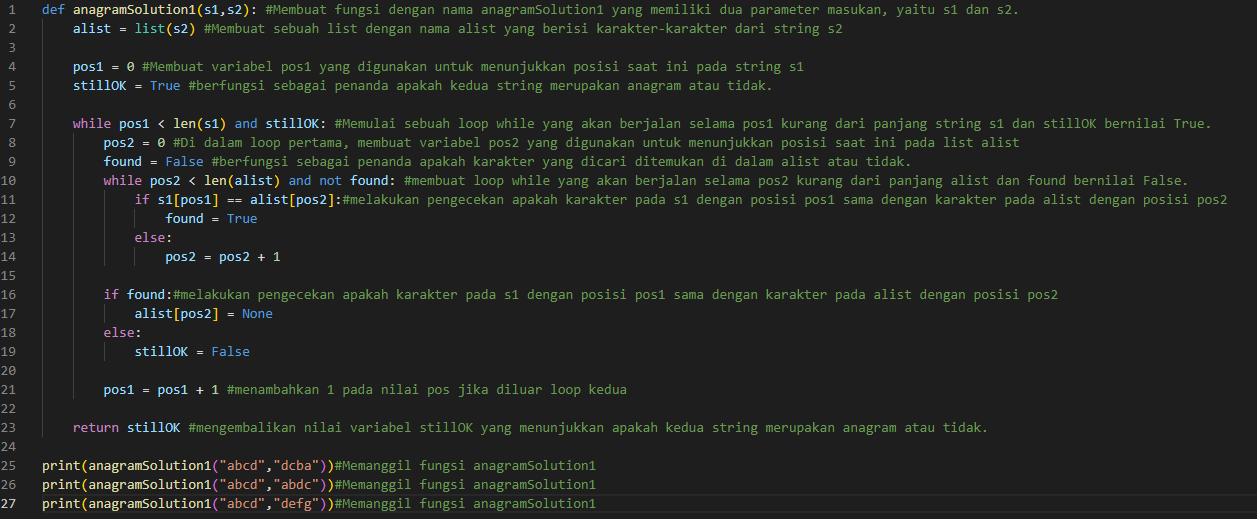 1 def anagramSolution1(s1,s2): #Membuat fungsi dengan nama anagramSolution1 yang memiliki dua parameter masukan, yaitu s1 dan s2.
2     alist = list(s2) #Membuat sebuah list dengan nama alist yang berisi karakter-karakter dari string s2
3
4     pos1 = 0 #Membuat variabel pos1 yang digunakan untuk menunjukkan posisi saat ini pada string s1
5     stillOK = True #berfungsi sebagai penanda apakah kedua string merupakan anagram atau tidak.
6
7     while pos1 < len(s1) and stillOK: #Memulai sebuah loop while yang akan berjalan selama pos1 kurang dari panjang string s1 dan stillOK bernilai True.
8         pos2 = 0 #Di dalam loop pertama, membuat variabel pos2 yang digunakan untuk menunjukkan posisi saat ini pada list alist
9         found = False #berfungsi sebagai penanda apakah karakter yang dicari ditemukan di dalam alist atau tidak.
10         while pos2 < len(alist) and not found: #membuat loop while yang akan berjalan selama pos2 kurang dari panjang alist dan found bernilai False.
11             if s1[pos1] == alist[pos2]:#melakukan pengecekan apakah karakter pada s1 dengan posisi pos1 sama dengan karakter pada alist dengan posisi pos2
12                 found = True
13             else:
14                 pos2 = pos2 + 1
15
16         if found:#melakukan pengecekan apakah karakter pada s1 dengan posisi pos1 sama dengan karakter pada alist dengan posisi pos2
17             alist[pos2] = None
18         else:
19             stillOK = False
20
21         pos1 = pos1 + 1 #menambahkan 1 pada nilai pos jika diluar loop kedua
22
23     return stillOK #mengembalikan nilai variabel stillOK yang menunjukkan apakah kedua string merupakan anagram atau tidak.
24
25 print(anagramSolution1("abcd","dcba"))#Memanggil fungsi anagramSolution1
26 print(anagramSolution1("abcd","abdc"))#Memanggil fungsi anagramSolution1
27 print(anagramSolution1("abcd","defg"))#Memanggil fungsi anagramSolution1